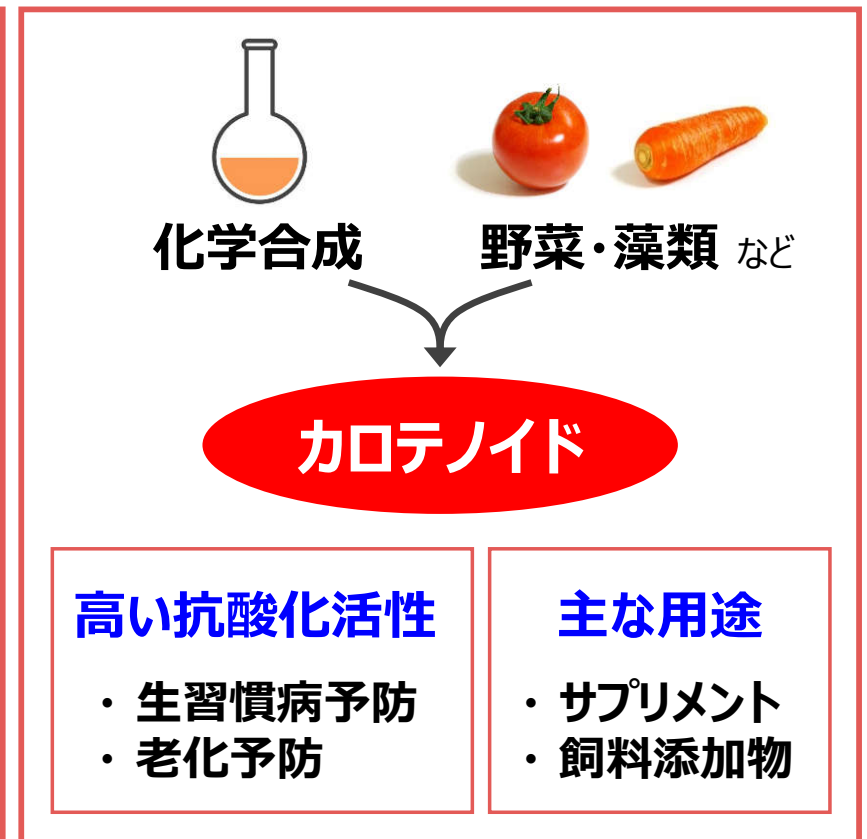 化学合成
野菜・藻類 など
カロテノイド
高い抗酸化活性
・ 生習慣病予防
・ 老化予防
主な用途
・ サプリメント
・ 飼料添加物